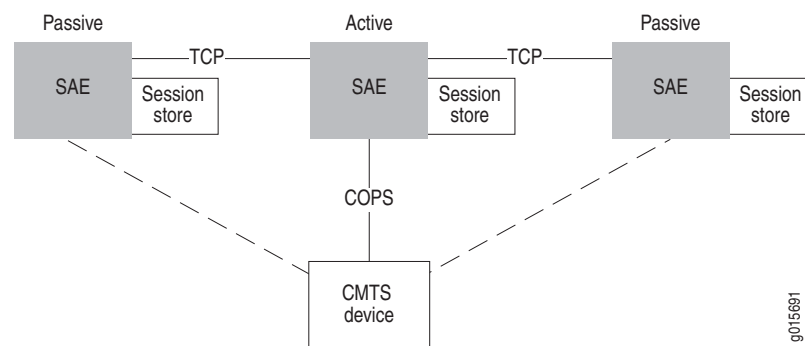 Passive
Active
Passive
TCP
TCP
SAE
Session
store
SAE
Session
store
SAE
Session
store
COPS
CMTS
device
g015691